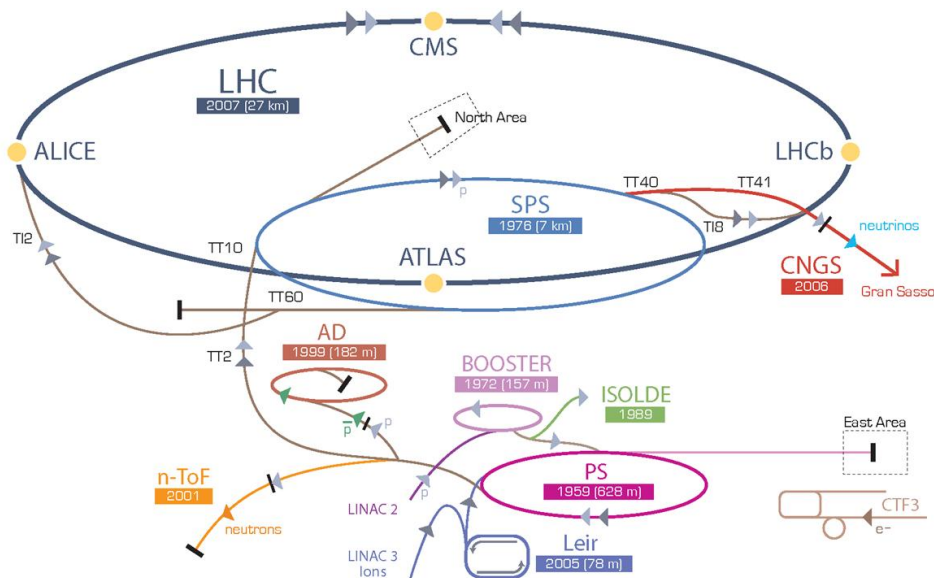 CMS
LHC
2007 (27 km)
North Area
ALICE
LHCb
p
TT40
TT41
SPS
1976 (7 km)
TI8
neutrinos
TI2
TT10
ATLAS
CNGS
2006
Gran Sasso
TT60
AD
1999 (182 m)
TT2
BOOSTER
1972 (157 m)
ISOLDE
1989
p
p
East Area
n-ToF
2001
p
PS
1959 (628 m)
LINAC 2
neutrons
CTF3
e-
LINAC 3
Ions
Leir
2005 (78 m)